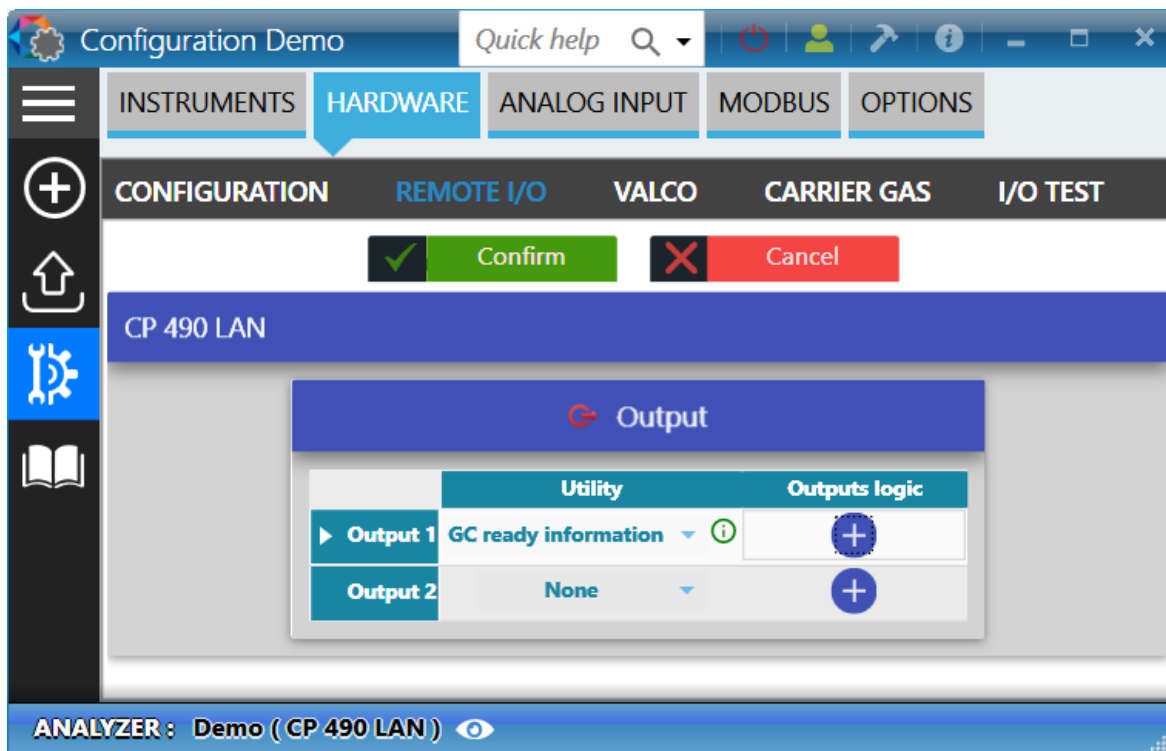 Configuration Demo Quick help
INSTRUMENTS HARDWARE ANALOG INPUT MODBUS OPTIONS
CONFIGURATION REMOTE I/O VALCO CARRIER GAS I/O TEST
Confirm Cancel
CP 490 LAN
Output
Utility Outputs logic
Output 1 GC ready information
Output 2 None
ANALYZER : Demo ( CP 490 LAN )